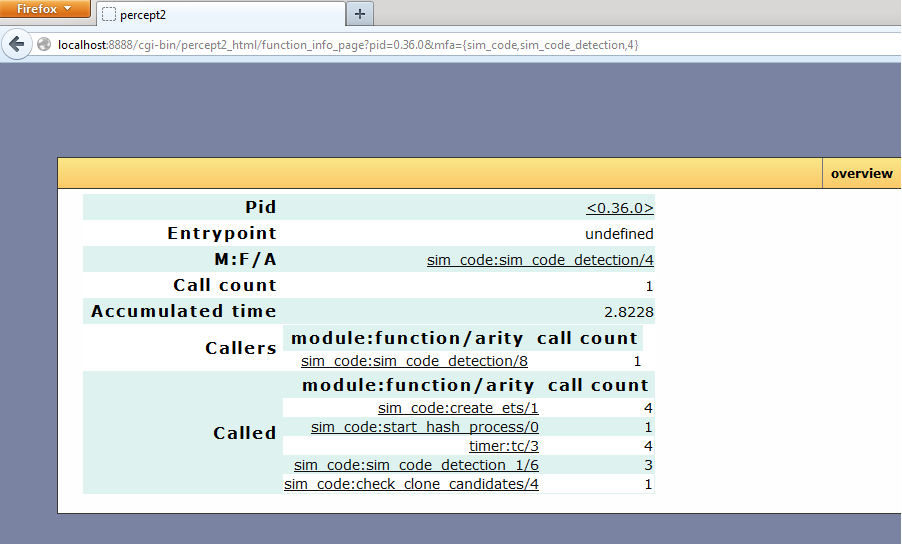 Firefox
percept2
localhost:8888/cgi-bin/percept2_html/function_info_page?pid=0.36.0&mfa={sim_code,sim_code_detection,4}
overview
Pid <0.36.0>
Entrypoint undefined
M:F/A sim_code:sim_code_detection/4
Call count 1
Accumulated time 2.8228
Callers module:function/arity call count
sim_code:sim_code_detection/8 1
Called module:function/arity call count
sim_code:create_ets/1 4
sim_code:start_hash_process/0 1
timer:tc/3 4
sim_code:sim_code_detection_1/6 3
sim_code:check_clone_candidates/4 1